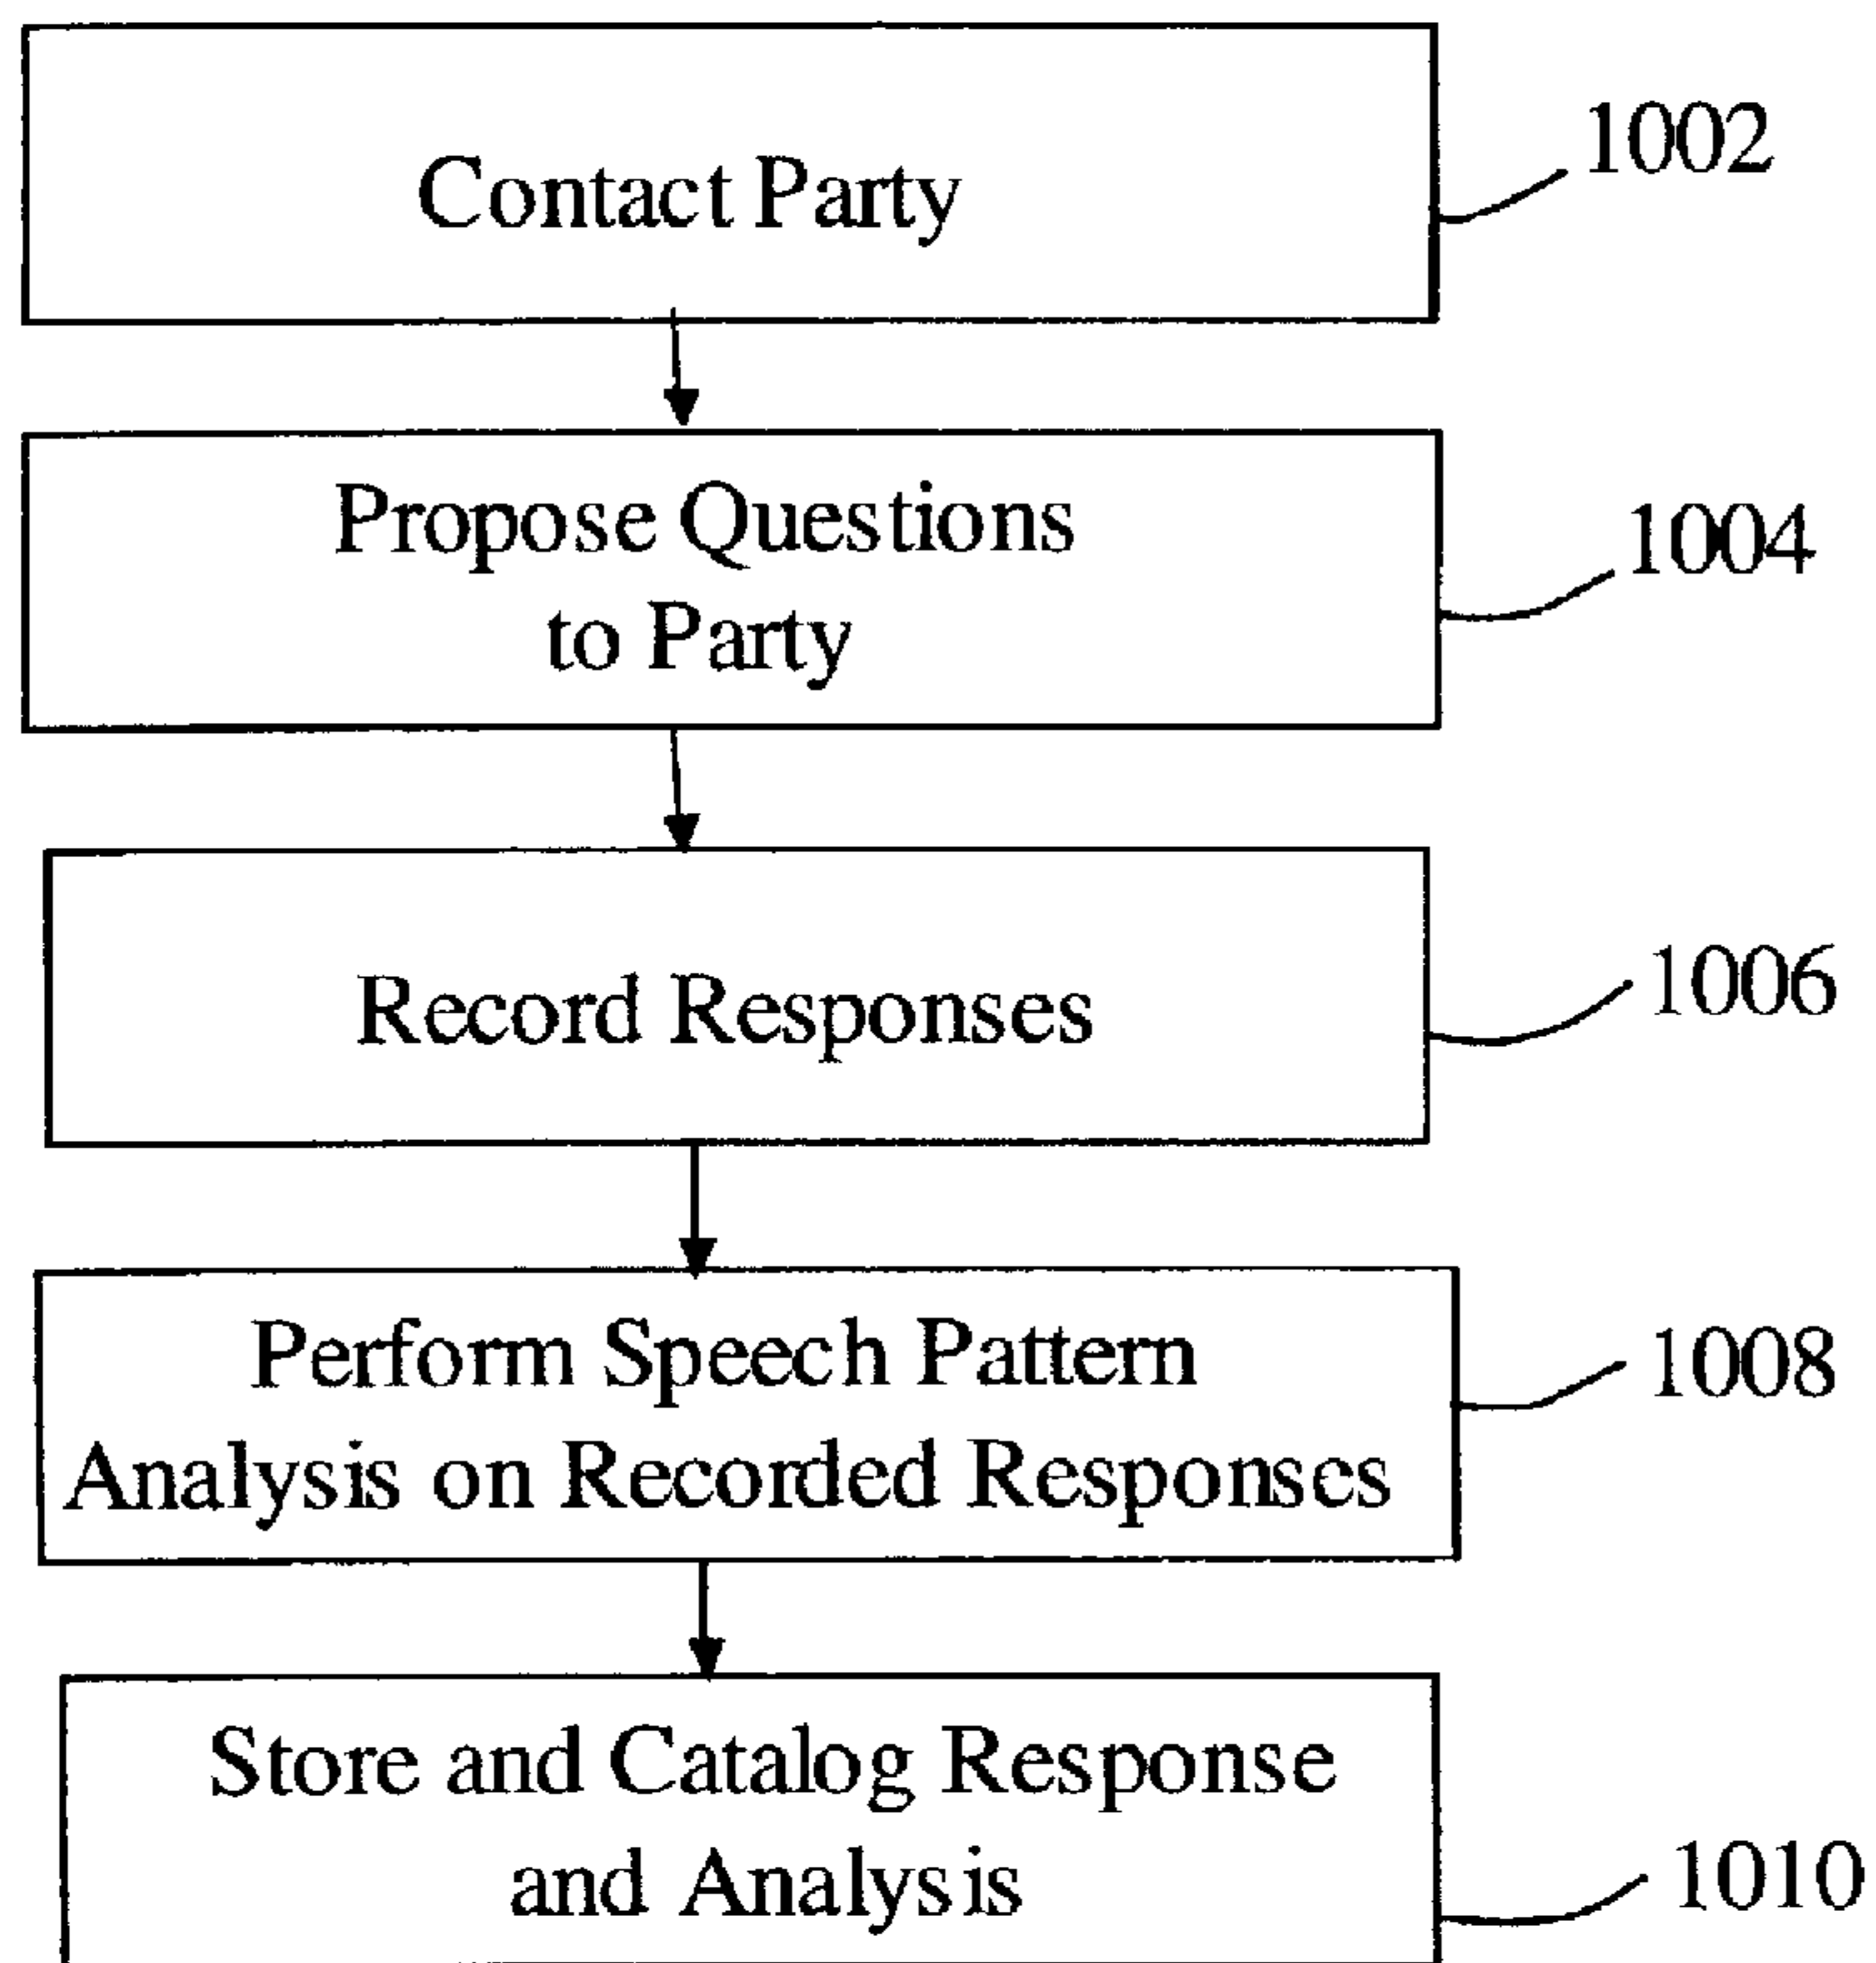 Contact Party
1002
Propose Questions
to Party
1004
Record Responses
1006
Perform Speech Pattern
Analysis on Recorded Responses
1008
Store and Catalog Response
and Analysis
1010